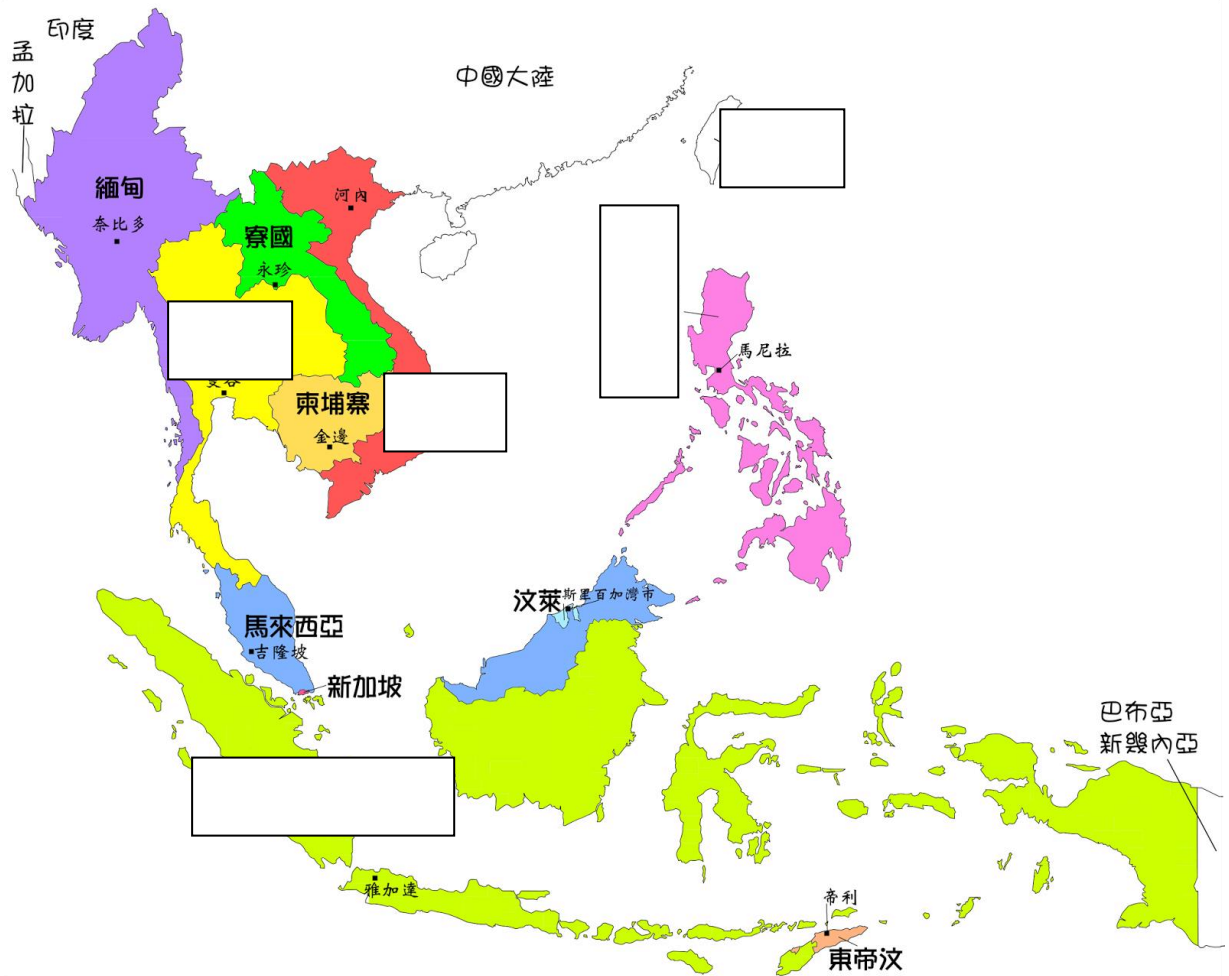 印度
孟加拉
中國大陸
緬甸
奈比多
河內
寮國
永珍
馬尼拉
柬埔寨
金邊
汶萊
斯里百加灣市
馬來西亞
吉隆坡
新加坡
巴布亞
新幾內亞
雅加達
帝利
東帝汶